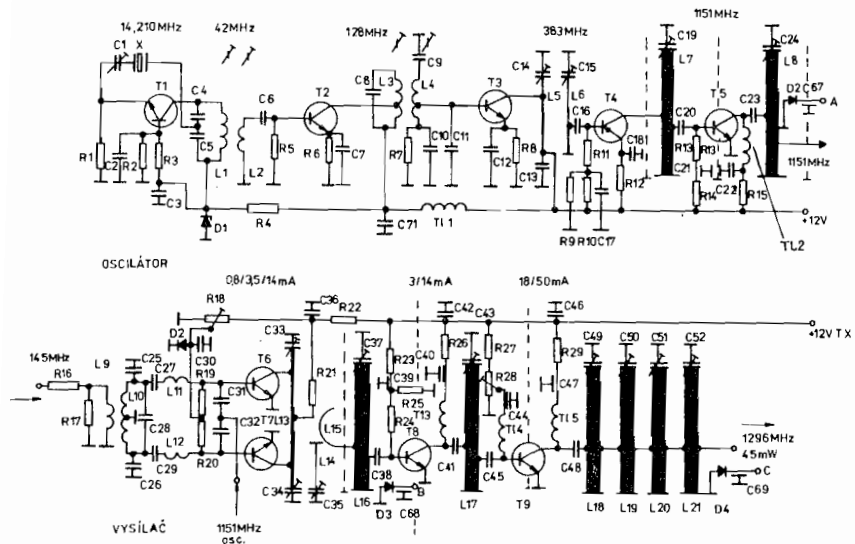 14,210MHz 42MHz 128MHz 383MHz 1151MHz
C1 X C9 C14 C15 C19 C24
T1 C4 C8 L3 L4 T3 L5 L6 T4 L7 T5 L8 D2 C67
C6 T2 C16 C20 C23 A
R1 C2 R2 R3 C5 L1 L2 R5 R6 C7 R7 C10 C11 C12 R8 C13 R11 C18 R12 R13 R13 C21 C22 1151MHz
R14 R15
C3 D1 R4 C71 TL1 R9 R10 C17 +12V
TL2
OSCILÁTOR
0,8/3,5/14mA 3/14mA 18/50mA
R18 C36 R22 C42 C43 C46
+12V TX
145MHz D2 C30 C33 C37 R23 C40 R26 R27 R29 C49 C50 C51 C52
R16 L9 C25 C27 R19 T6 R21 C39 R25 R28 C47
R17 L10 L11 C31 L15 R24 T8 Tl3 C44 Tl4 Tl5
C28 C32 T7 L13 L14
L12 C29 R20 C26 C34 C35 C38 C41 C45 C48
1296MHz
45mW
L16 D3 C68 B L17 T9 L18 L19 L20 L21 D4 C C69
VYSÍLAČ
1151MHz
osc.